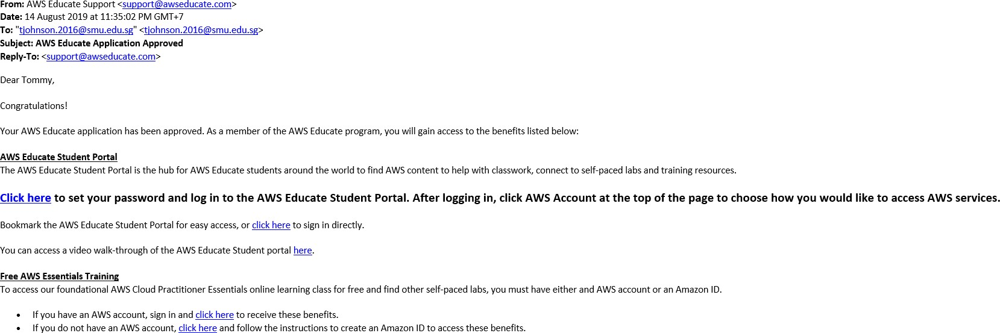 From: AWS Educate Support <support@awseducate.com>
Date: 14 August 2019 at 11:35:02 PM GMT+7
To: "tjohnson.2016@smu.edu.sg" <tjohnson.2016@smu.edu.sg>
Subject: AWS Educate Application Approved
Reply-To: <support@awseducate.com>
Dear Tommy,
Congratulations!
Your AWS Educate application has been approved. As a member of the AWS Educate program, you will gain access to the benefits listed below:
AWS Educate Student Portal
The AWS Educate Student Portal is the hub for AWS Educate students around the world to find AWS content to help with classwork, connect to self-paced labs and training resources.
Click here to set your password and log in to the AWS Educate Student Portal. After logging in, click AWS Account at the top of the page to choose how you would like to access AWS services.
Bookmark the AWS Educate Student Portal for easy access, or click here to sign in directly.
You can access a video walk-through of the AWS Educate Student portal here.
Free AWS Essentials Training
To access our foundational AWS Cloud Practitioner Essentials online learning class for free and find other self-paced labs, you must have either and AWS account or an Amazon ID.
• If you have an AWS account, sign in and click here to receive these benefits.
• If you do not have an AWS account, click here and follow the instructions to create an Amazon ID to access these benefits.